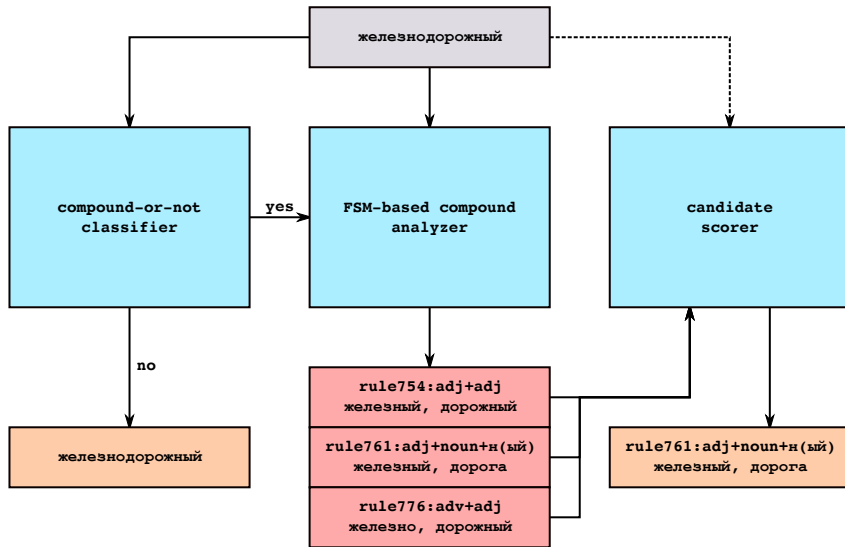 железнодорожный
compound-or-not
classifier
yes
FSM-based compound
analyzer
candidate
scorer
no
rule754:adj+adj
железный, дорожный
железнодорожный
rule761:adj+noun+н(ый)
железный, дорога
rule776:adv+adj
железно, дорожный
rule761:adj+noun+н(ый)
железный, дорога